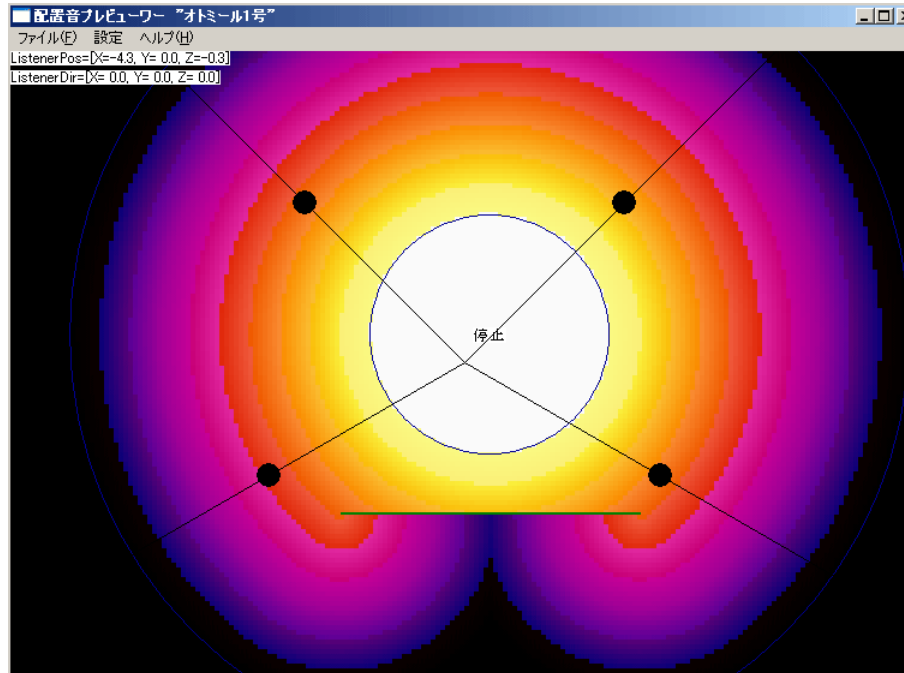 配置音プレビューワー "オトミール1号"
ファイル(F) 設定 ヘルプ(H)
ListenerPos=[X=-4.3, Y= 0.0, Z=-0.3]
ListenerDir=[X= 0.0, Y= 0.0, Z= 0.0]
停止